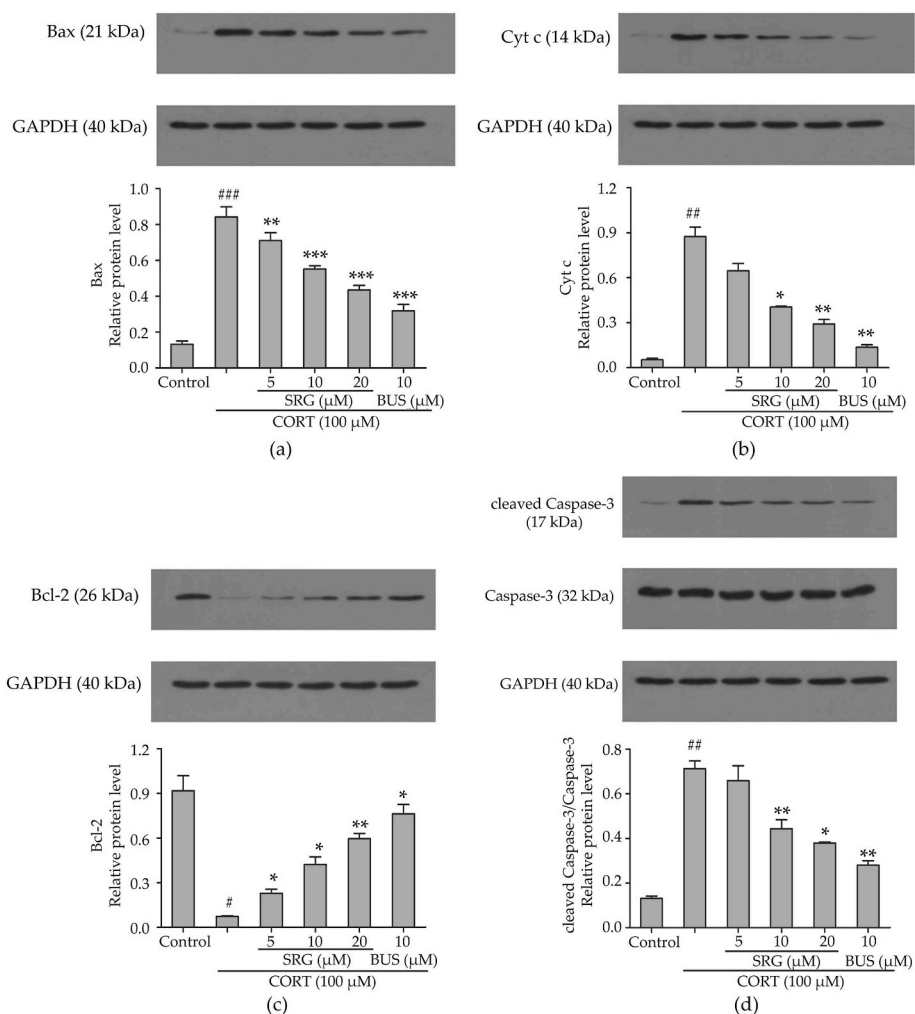 Bax (21 kDa)
GAPDH (40 kDa)
1.0
0.8
0.6
0.4
0.2
0.0
Bax
Relative protein level
###
**
***
***
***
Control
5
10
20
10
SRG (μM)
BUS (μM)
CORT (100 μM)
(a)
Cyt c (14 kDa)
GAPDH (40 kDa)
1.2
0.9
0.6
0.3
0.0
Cyt c
Relative protein level
##
*
**
**
Control
5
10
20
10
SRG (μM)
BUS (μM)
CORT (100 μM)
(b)
Bcl-2 (26 kDa)
GAPDH (40 kDa)
1.2
0.9
0.6
0.3
0.0
Bcl-2
Relative protein level
#
*
*
**
*
Control
5
10
20
10
SRG (μM)
BUS (μM)
CORT (100 μM)
(c)
cleaved Caspase-3
(17 kDa)
Caspase-3 (32 kDa)
GAPDH (40 kDa)
0.8
0.6
0.4
0.2
0.0
cleaved Caspase-3/Caspase-3
Relative protein level
##
**
*
**
Control
5
10
20
10
SRG (μM)
BUS (μM)
CORT (100 μM)
(d)